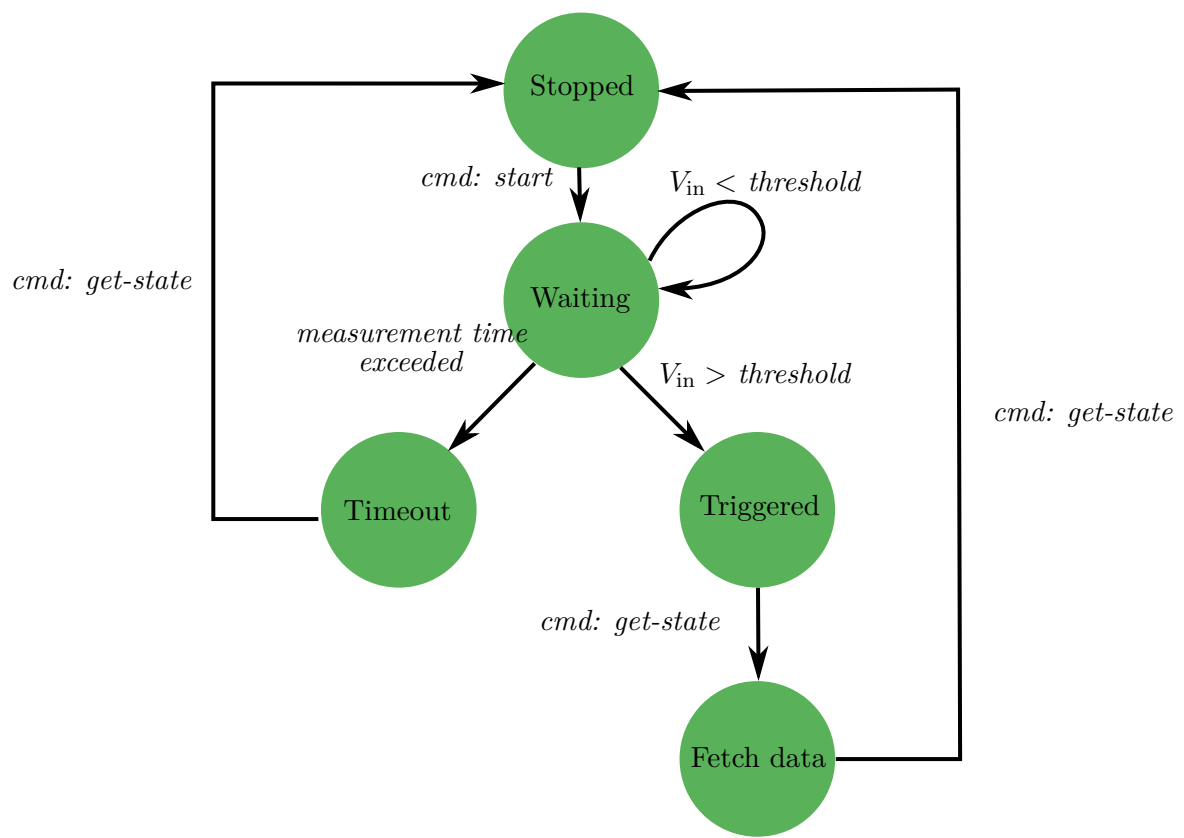 Stopped
cmd: start
V_in < threshold
cmd: get-state
Waiting
measurement time
exceeded
V_in > threshold
cmd: get-state
Timeout
Triggered
cmd: get-state
Fetch data